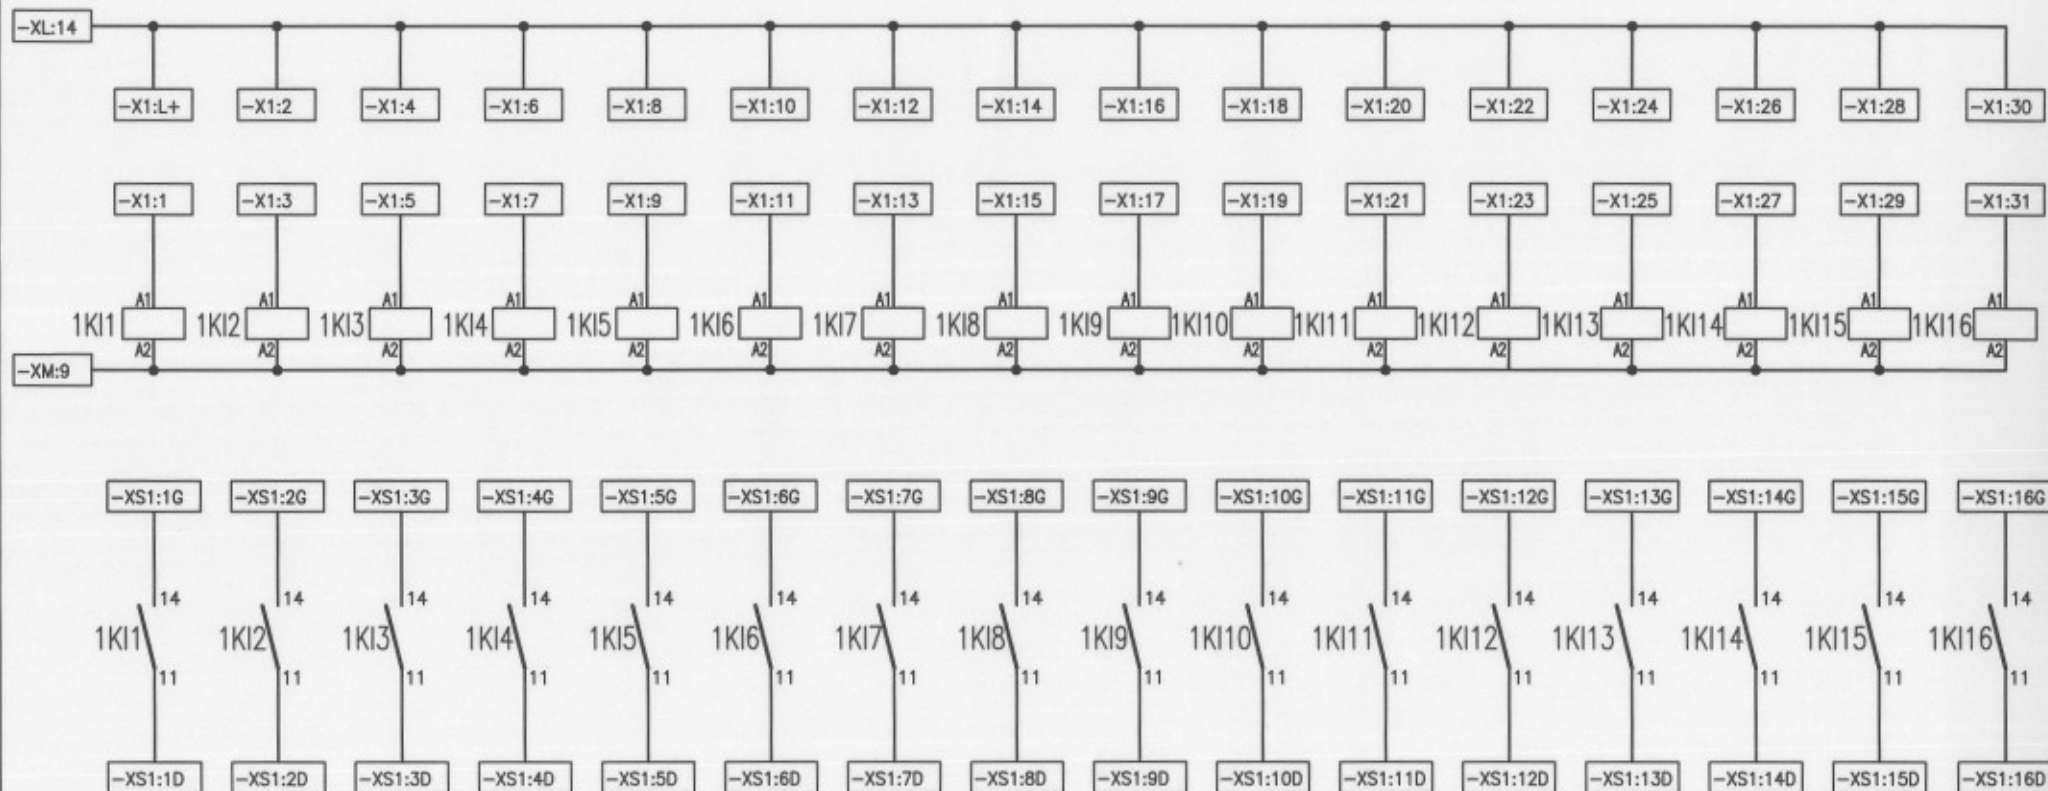 -XL:14
-X1:L+ -X1:2 -X1:4 -X1:6 -X1:8 -X1:10 -X1:12 -X1:14 -X1:16 -X1:18 -X1:20 -X1:22 -X1:24 -X1:26 -X1:28 -X1:30
-X1:1 -X1:3 -X1:5 -X1:7 -X1:9 -X1:11 -X1:13 -X1:15 -X1:17 -X1:19 -X1:21 -X1:23 -X1:25 -X1:27 -X1:29 -X1:31
A1 A1 A1 A1 A1 A1 A1 A1 A1 A1 A1 A1 A1 A1 A1 A1
1KI1 1KI2 1KI3 1KI4 1KI5 1KI6 1KI7 1KI8 1KI9 1KI10 1KI11 1KI12 1KI13 1KI14 1KI15 1KI16
A2 A2 A2 A2 A2 A2 A2 A2 A2 A2 A2 A2 A2 A2 A2 A2
-XM:9
-XS1:1G -XS1:2G -XS1:3G -XS1:4G -XS1:5G -XS1:6G -XS1:7G -XS1:8G -XS1:9G -XS1:10G -XS1:11G -XS1:12G -XS1:13G -XS1:14G -XS1:15G -XS1:16G
14 14 14 14 14 14 14 14 14 14 14 14 14 14 14 14
1KI1 1KI2 1KI3 1KI4 1KI5 1KI6 1KI7 1KI8 1KI9 1KI10 1KI11 1KI12 1KI13 1KI14 1KI15 1KI16
11 11 11 11 11 11 11 11 11 11 11 11 11 11 11 11
-XS1:1D -XS1:2D -XS1:3D -XS1:4D -XS1:5D -XS1:6D -XS1:7D -XS1:8D -XS1:9D -XS1:10D -XS1:11D -XS1:12D -XS1:13D -XS1:14D -XS1:15D -XS1:16D